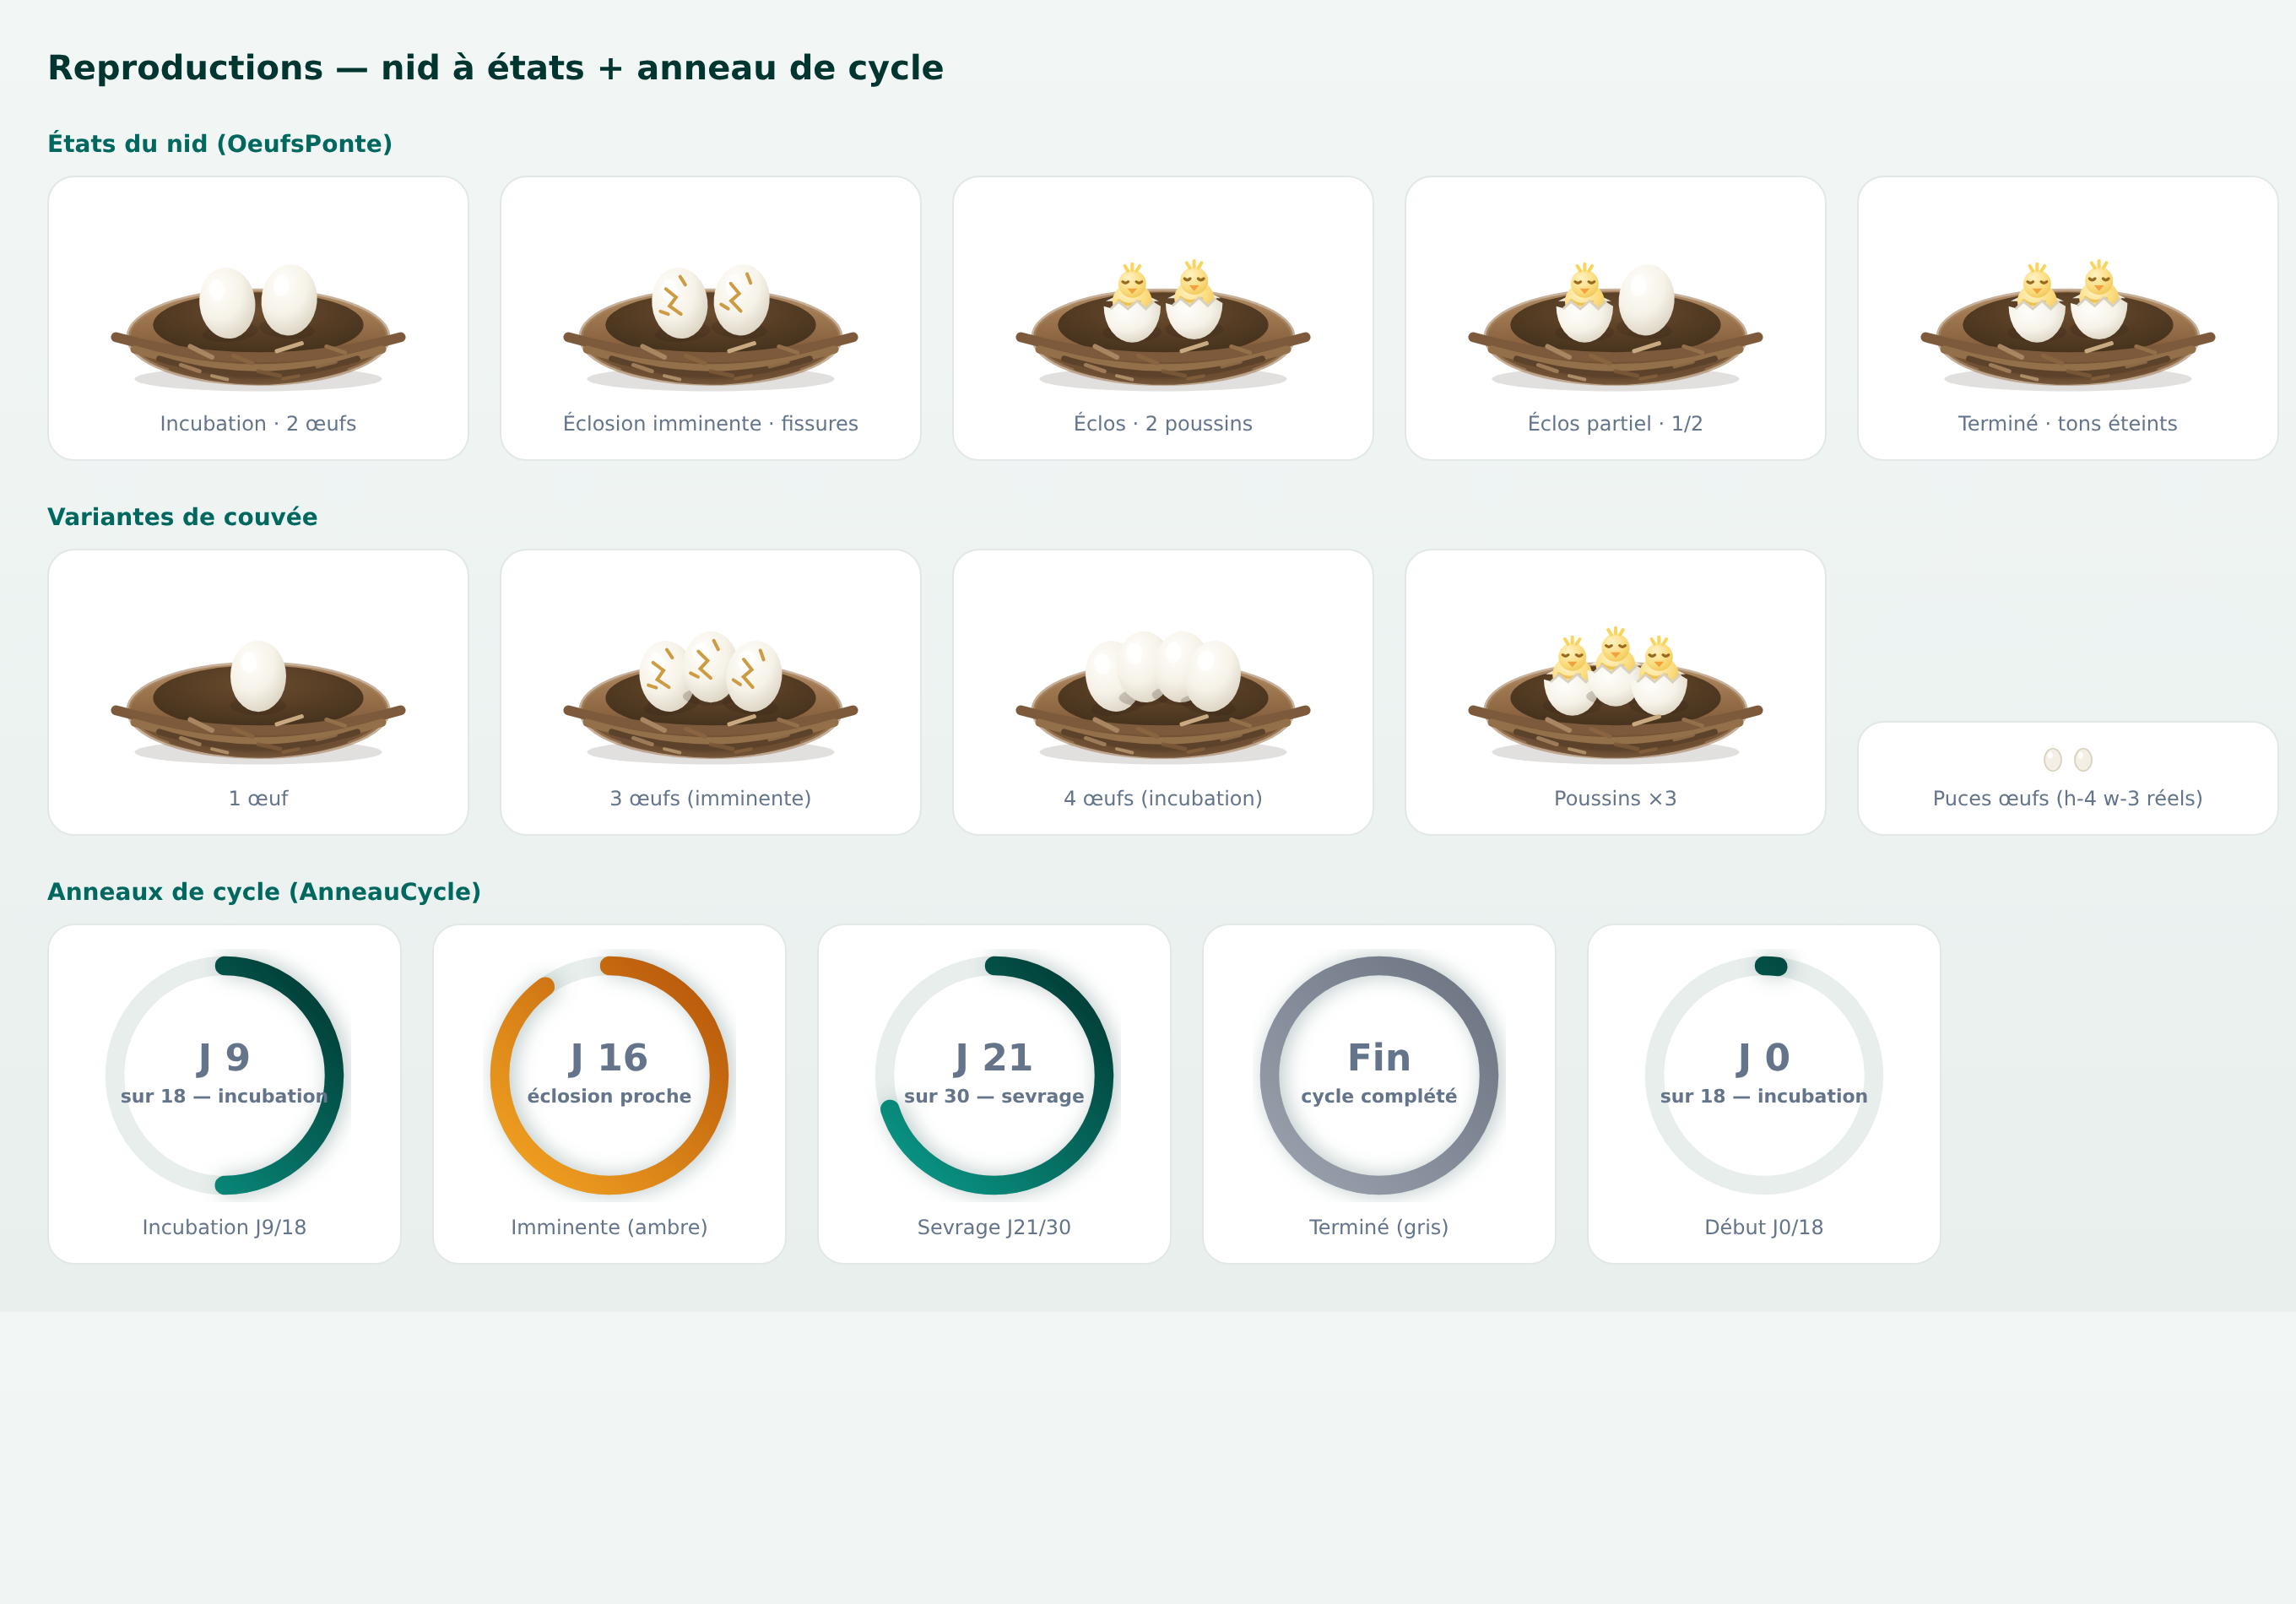 Reproductions — nid à états + anneau de cycle
États du nid (OeufsPonte)
Incubation · 2 œufs
Éclosion imminente · fissures
Éclos · 2 poussins
Éclos partiel · 1/2
Terminé · tons éteints
Variantes de couvée
1 œuf
3 œufs (imminente)
4 œufs (incubation)
Poussins ×3
Puces œufs (h-4 w-3 réels)
Anneaux de cycle (AnneauCycle)
J 9
sur 18 — incubation
Incubation J9/18
J 16
éclosion proche
Imminente (ambre)
J 21
sur 30 — sevrage
Sevrage J21/30
Fin
cycle complété
Terminé (gris)
J 0
sur 18 — incubation
Début J0/18